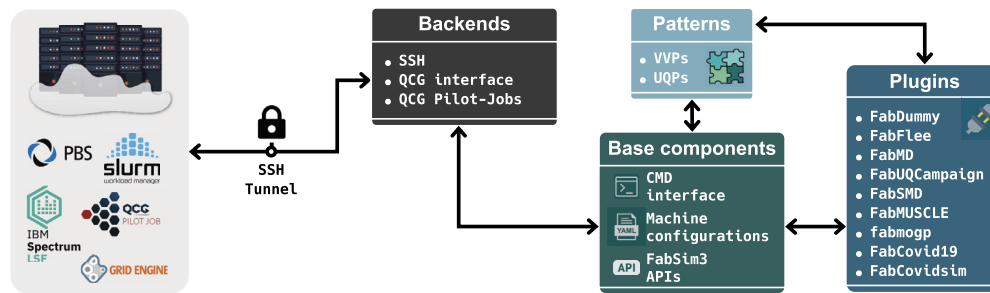 PBS
slurm
workload manager
IBM
Spectrum
LSF
QCG
PILOT JOB
GRID ENGINE
SSH
Tunnel
Backends
SSH
QCG interface
QCG Pilot-Jobs
Patterns
VVPs
UQPs
Base components
CMD
interface
YAML
Machine
configurations
API
FabSim3
APIs
Plugins
FabDummy
FabFlee
FabMD
FabUQCampaign
FabSMD
FabMUSCLE
fabmogp
FabCovid19
FabCovidsim